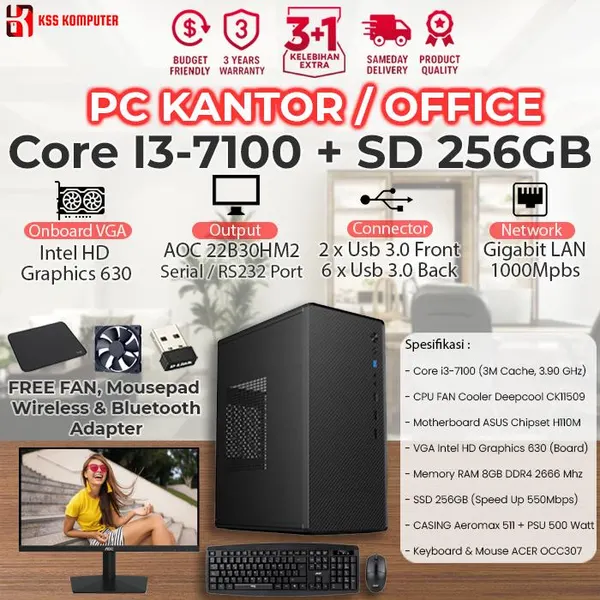 KSS KOMPUTER
$
BUDGET
FRIENDLY
3
3 YEARS
WARRANTY
3+1
KELEBIHAN
EXTRA
SAMEDAY
DELIVERY
PRODUCT
QUALITY
PC KANTOR / OFFICE
Core I3-7100 + SD 256GB
Onboard VGA
Intel HD
Graphics 630
Output
AOC 22B30HM2
Serial / RS232 Port
Connector
2 x Usb 3.0 Front
6 x Usb 3.0 Back
Network
Gigabit LAN
1000Mpbs
FREE FAN, Mousepad
Wireless & Bluetooth
Adapter
Spesifikasi :
- Core i3-7100 (3M Cache, 3.90 GHz)
- CPU FAN Cooler Deepcool CK11509
- Motherboard ASUS Chipset H110M
- VGA Intel HD Graphics 630 (Board)
- Memory RAM 8GB DDR4 2666 Mhz
- SSD 256GB (Speed Up 550Mbps)
- CASING Aeromax 511 + PSU 500 Watt
- Keyboard & Mouse ACER OCC307
AOC